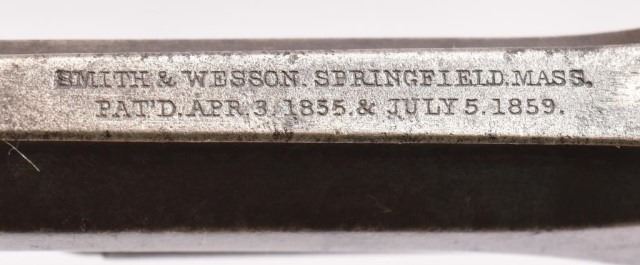 SMITH & WESSON. SPRINGFIELD. MASS.
PAT'D. APR. 3. 1855. & JULY 5. 1859.